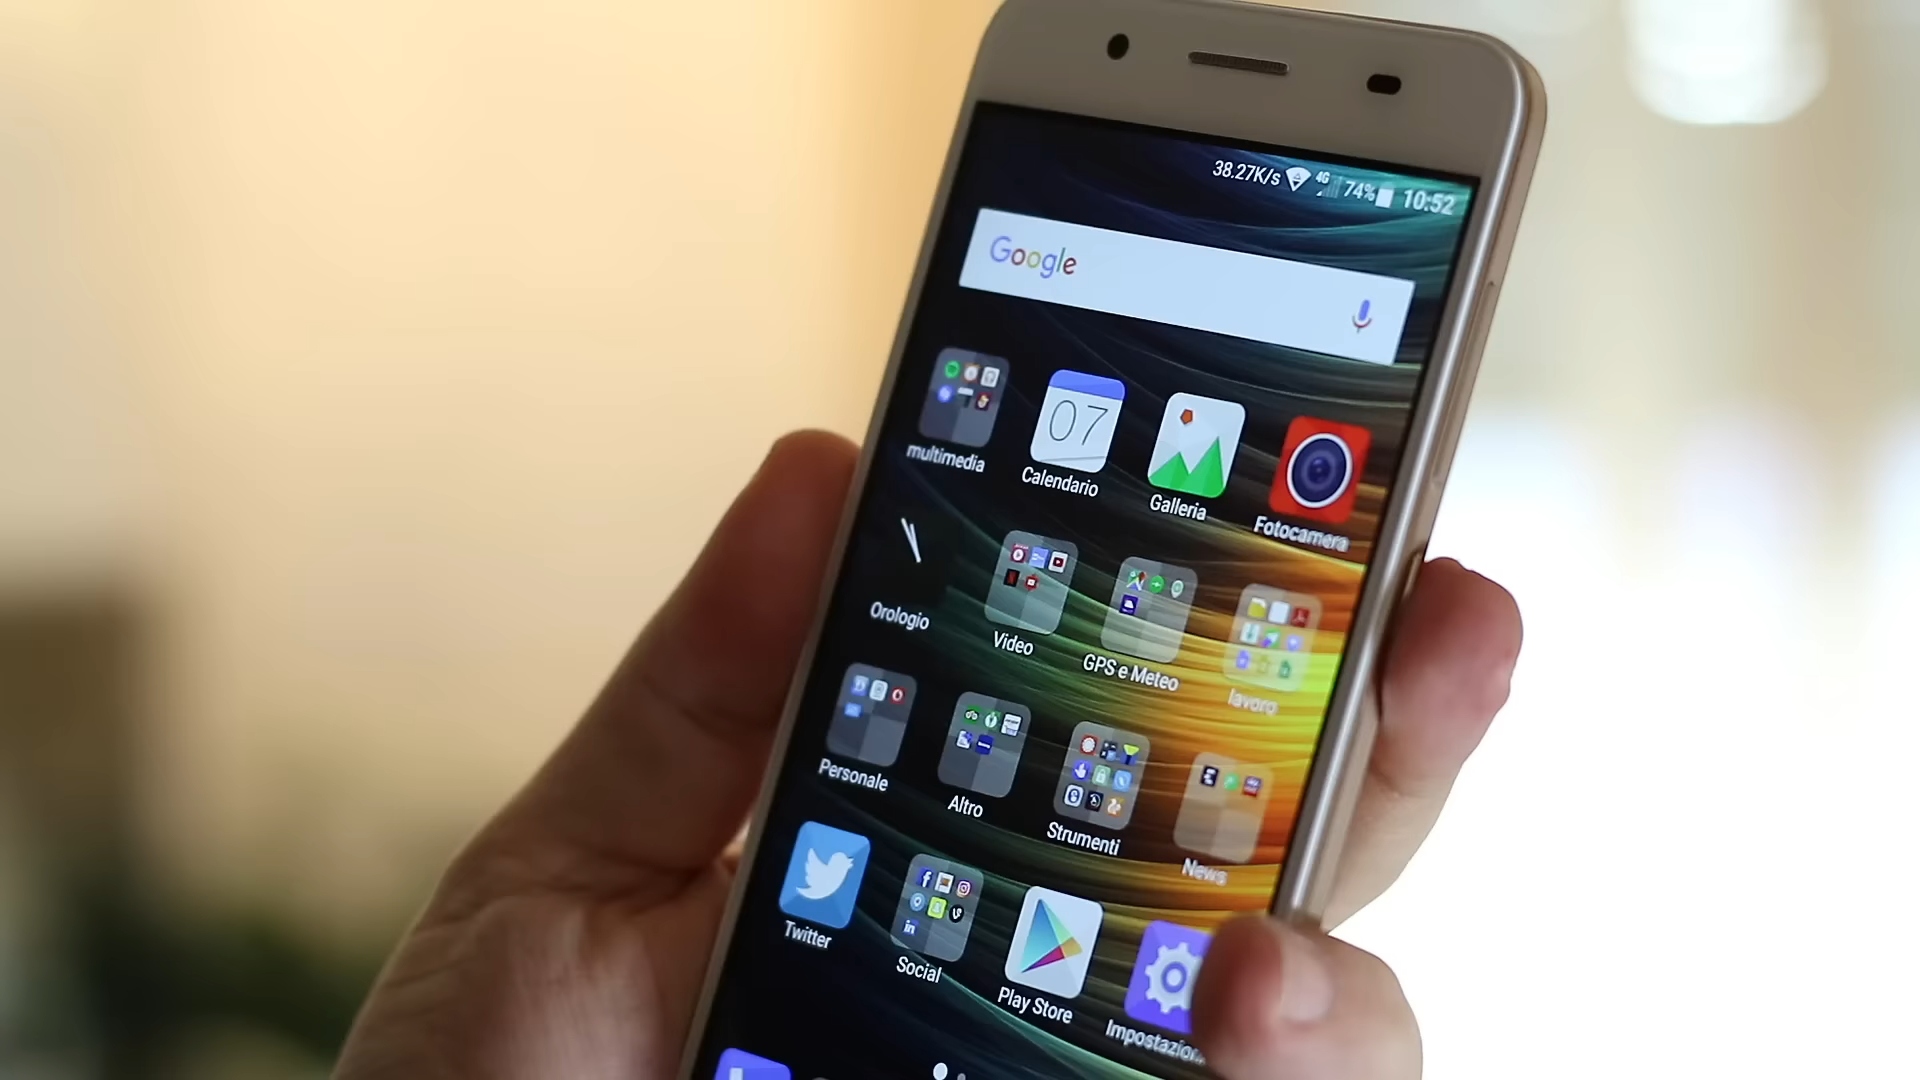 38.27K/s 4G 74% 10:52
Google
07
multimedia Calendario Galleria Fotocamera
Orologio Video GPS e Meteo lavoro
Personale Altro Strumenti News
Twitter Social Play Store